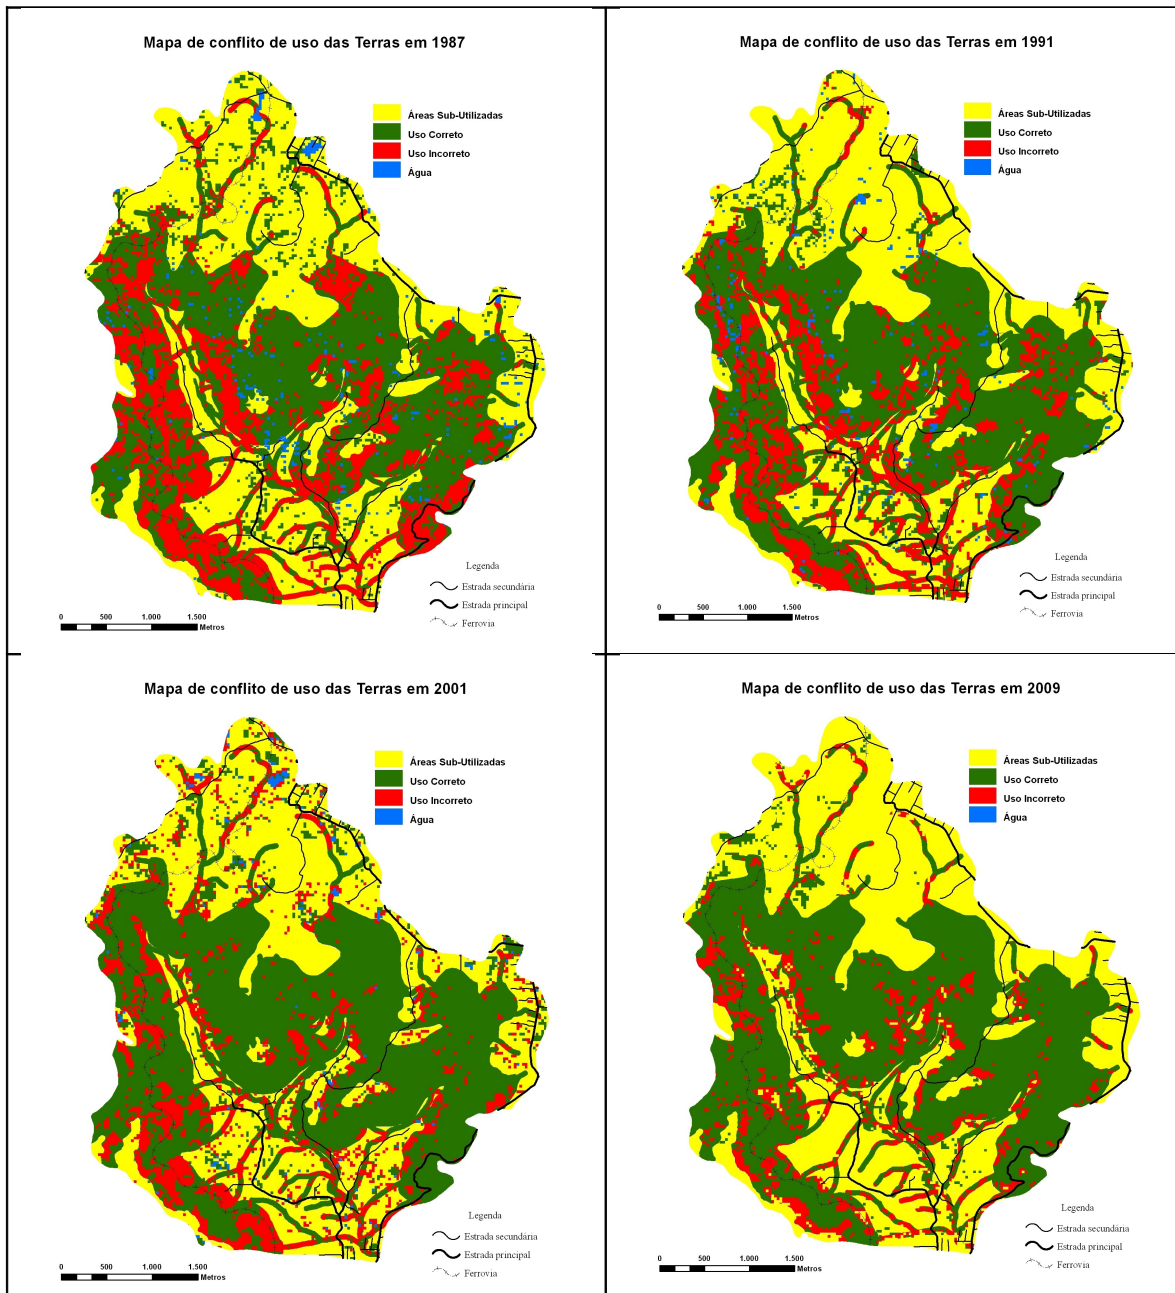 Mapa de conflito de uso das Terras em 1987
Áreas Sub-Utilizadas
Uso Correto
Uso Incorreto
Água
Legenda
Estrada secundária
Estrada principal
Ferrovia
0 500 1.000 1.500
Metros
Mapa de conflito de uso das Terras em 1991
Áreas Sub-Utilizadas
Uso Correto
Uso Incorreto
Água
Legenda
Estrada secundária
Estrada principal
Ferrovia
0 500 1.000 1.500
Metros
Mapa de conflito de uso das Terras em 2001
Áreas Sub-Utilizadas
Uso Correto
Uso Incorreto
Água
Legenda
Estrada secundária
Estrada principal
Ferrovia
0 500 1.000 1.500
Metros
Mapa de conflito de uso das Terras em 2009
Áreas Sub-Utilizadas
Uso Correto
Uso Incorreto
Água
Legenda
Estrada secundária
Estrada principal
Ferrovia
0 500 1.000 1.500
Metros